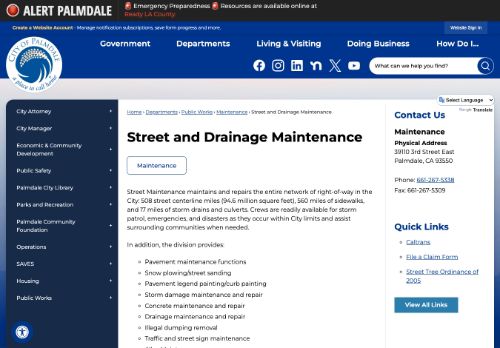 ALERT PALMDALE
🚨 Emergency Preparedness 🚨 Resources are available online at
Ready LA County.
Create a Website Account - Manage notification subscriptions, save form progress and more.
Website Sign In
CITY OF PALMDALE
a place to call home
Government
Departments
Living & Visiting
Doing Business
How Do I...
What can we help you find?
Select Language
Google Translate
City Attorney +
City Manager +
Economic & Community
Development +
Public Safety +
Palmdale City Library +
Parks and Recreation +
Palmdale Community
Foundation +
Operations +
SAVES +
Housing +
Public Works +
Home › Departments › Public Works › Maintenance › Street and Drainage Maintenance
Street and Drainage Maintenance
Maintenance
Street Maintenance maintains and repairs the entire network of right-of-way in the
City: 508 street centerline miles (94.6 million square feet), 560 miles of sidewalks,
and 17 miles of storm drains and culverts. Crews are readily available for storm
patrol, emergencies, and disasters as they occur within City limits and assist
surrounding communities when needed.
In addition, the division provides:
Pavement maintenance functions
Snow plowing/street sanding
Pavement legend painting/curb painting
Storm damage maintenance and repair
Concrete maintenance and repair
Drainage maintenance and repair
Illegal dumping removal
Traffic and street sign maintenance
Contact Us
Maintenance
Physical Address
39110 3rd Street East
Palmdale, CA 93550
Phone: 661-267-5338
Fax: 661-267-5309
Quick Links
Caltrans
File a Claim Form
Street Tree Ordinance of
2005
View All Links